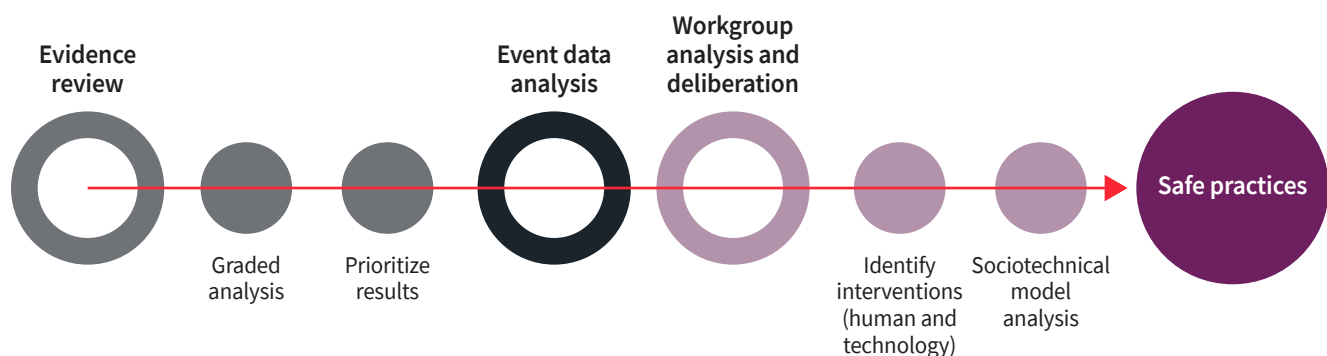 Evidence
review
Graded
analysis
Prioritize
results
Event data
analysis
Workgroup
analysis and
deliberation
Identify
interventions
(human and
technology)
Sociotechnical
model
analysis
Safe practices